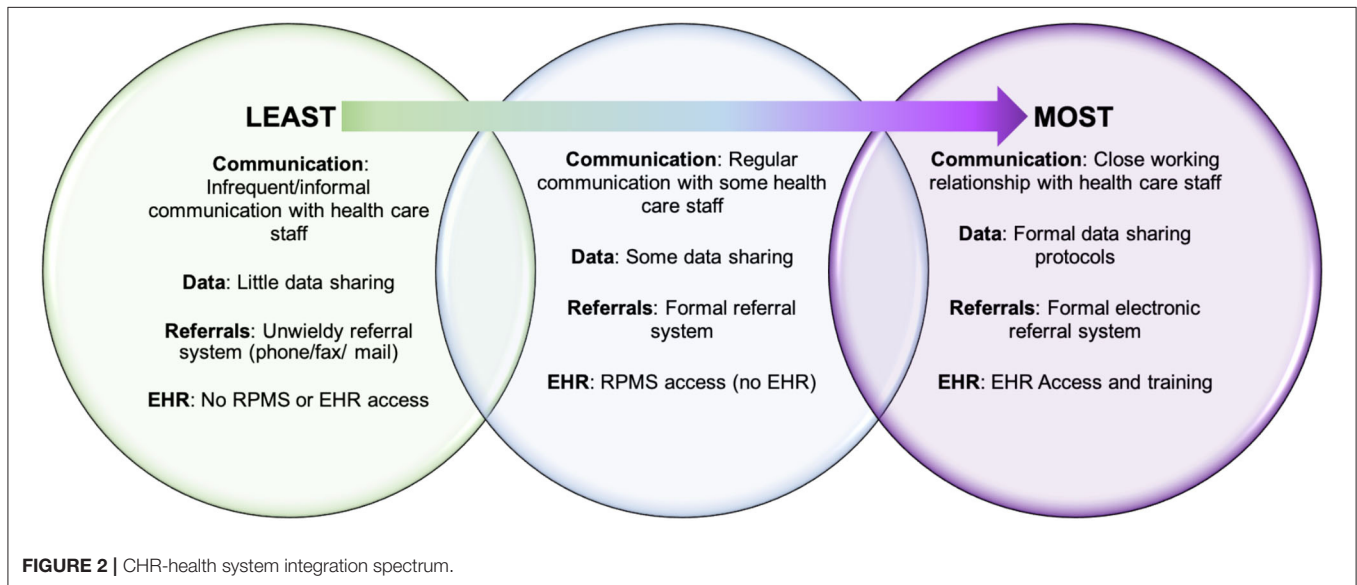 LEAST
Communication:
Infrequent/informal
communication with health care
staff
Data: Little data sharing
Referrals: Unwieldy referral
system (phone/fax/ mail)
EHR: No RPMS or EHR access
Communication: Regular
communication with some health
care staff
Data: Some data sharing
Referrals: Formal referral
system
EHR: RPMS access (no EHR)
MOST
Communication: Close working
relationship with health care staff
Data: Formal data sharing
protocols
Referrals: Formal electronic
referral system
EHR: EHR Access and training
FIGURE 2 | CHR-health system integration spectrum.